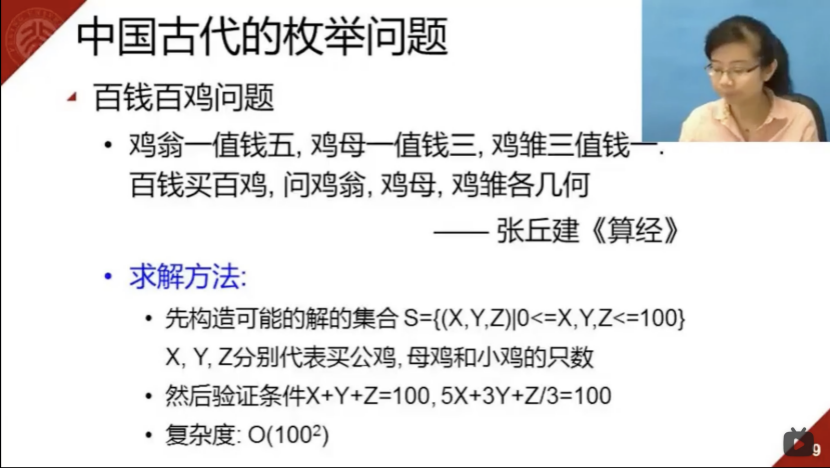 中国古代的枚举问题
百钱百鸡问题
• 鸡翁一值钱五, 鸡母一值钱三, 鸡雏三值钱一.
百钱买百鸡, 问鸡翁, 鸡母, 鸡雏各几何
—— 张丘建《算经》
• 求解方法:
• 先构造可能的解的集合 S={(X,Y,Z)|0<=X,Y,Z<=100}
X, Y, Z分别代表买公鸡, 母鸡和小鸡的只数
• 然后验证条件X+Y+Z=100, 5X+3Y+Z/3=100
• 复杂度: O(100²)
9